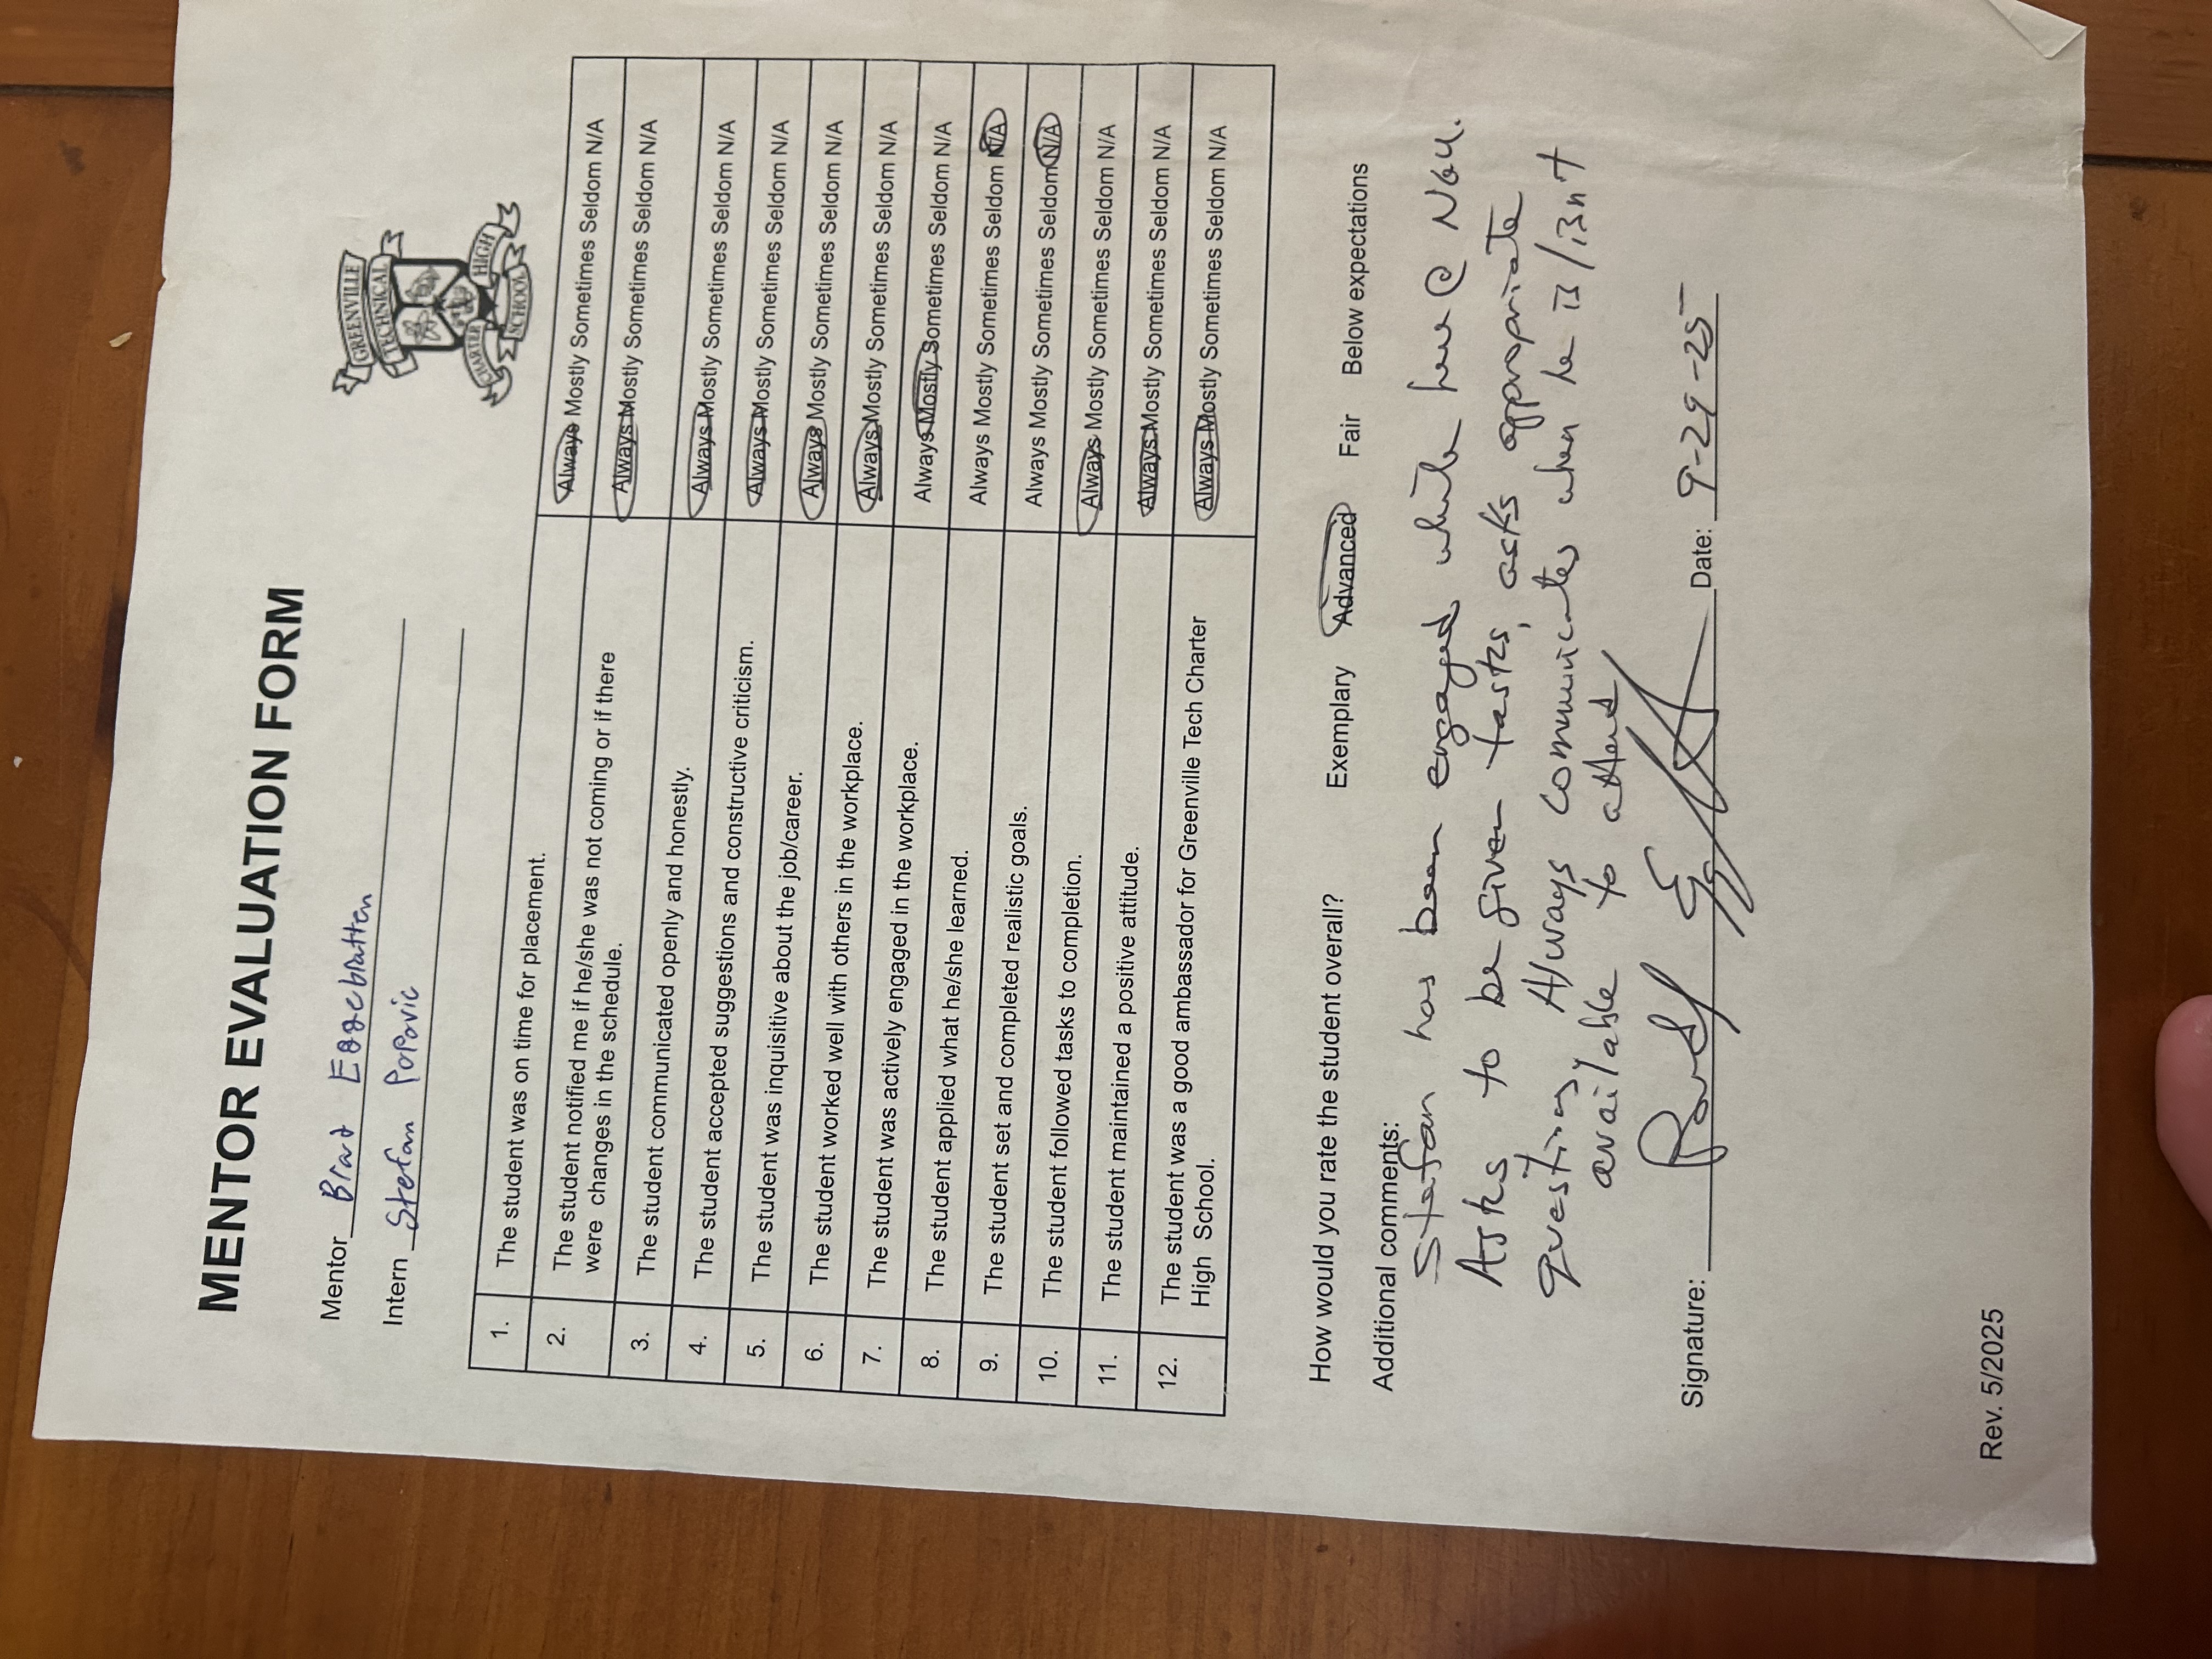 GREENVILLE
TECHNICAL
CHARTER
HIGH
SCHOOL
MENTOR EVALUATION FORM
Mentor Brad Eggebratten
Intern Stefan Popovic
1. The student was on time for placement. Always Mostly Sometimes Seldom N/A
2. The student notified me if he/she was not coming or if there Always Mostly Sometimes Seldom N/A
were changes in the schedule.
3. The student communicated openly and honestly. Always Mostly Sometimes Seldom N/A
4. The student accepted suggestions and constructive criticism. Always Mostly Sometimes Seldom N/A
5. The student was inquisitive about the job/career. Always Mostly Sometimes Seldom N/A
6. The student worked well with others in the workplace. Always Mostly Sometimes Seldom N/A
7. The student was actively engaged in the workplace. Always Mostly Sometimes Seldom N/A
8. The student applied what he/she learned. Always Mostly Sometimes Seldom N/A
9. The student set and completed realistic goals. Always Mostly Sometimes Seldom N/A
10. The student followed tasks to completion. Always Mostly Sometimes Seldom N/A
11. The student maintained a positive attitude. Always Mostly Sometimes Seldom N/A
12. The student was a good ambassador for Greenville Tech Charter Always Mostly Sometimes Seldom N/A
High School.
How would you rate the student overall? Exemplary Advanced Fair Below expectations
Additional comments:
Stefan has been engaged while here @ NGU.
Asks to be given tasks, asks appropriate
questions, Always communicates when he is/isn't
available to attend
Signature: Date: 9-29-25
Rev. 5/2025